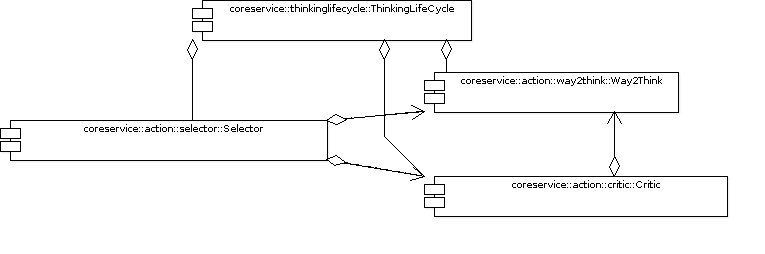 coreservice::thinkinglifecycle::ThinkingLifeCycle
coreservice::action::way2think::Way2Think
coreservice::action::selector::Selector
coreservice::action::critic::Critic